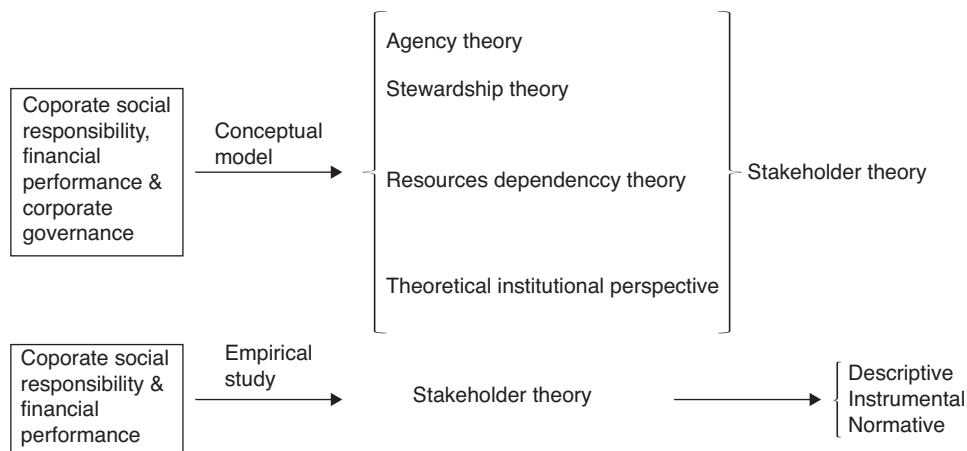 Coporate social
responsibility,
financial
performance &
corporate
governance
Conceptual
model
Agency theory
Stewardship theory
Resources dependenccy theory
Theoretical institutional perspective
Stakeholder theory
Coporate social
responsibility &
financial
performance
Empirical
study
Stakeholder theory
Descriptive
Instrumental
Normative